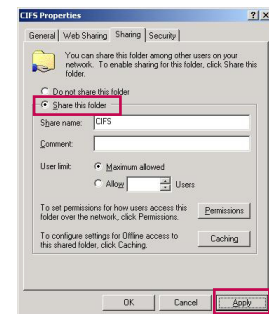 CIFS Properties ? ×
General Web Sharing Sharing Security
You can share this folder among other users on your
network. To enable sharing for this folder, click Share this
folder.
Do not share this folder
Share this folder
Share name: CIFS
Comment:
User limit: Maximum allowed
Allow Users
To set permissions for how users access this
folder over the network, click Permissions.
Permissions
To configure settings for Offline access to
this shared folder, click Caching.
Caching
OK Cancel Apply